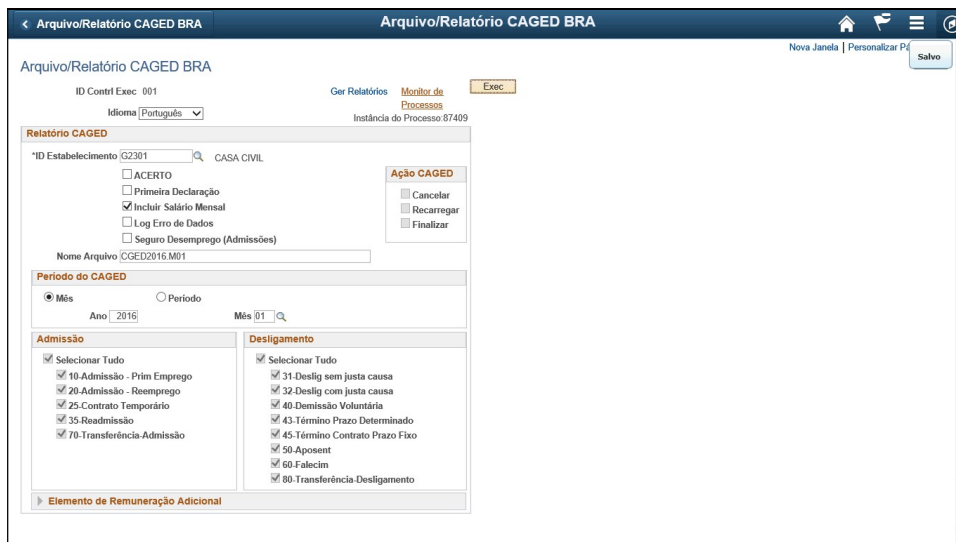 Arquivo/Relatório CAGED BRA
Arquivo/Relatório CAGED BRA
Nova Janela | Personalizar Pá
Salvo
Arquivo/Relatório CAGED BRA
ID Contrl Exec 001
Ger Relatórios
Monitor de Processos
Exec
Idioma Português
Instância do Processo:87409
Relatório CAGED
*ID Estabelecimento G2301 CASA CIVIL
ACERTO
Primeira Declaração
Incluir Salário Mensal
Log Erro de Dados
Seguro Desemprego (Admissões)
Ação CAGED
Cancelar
Recarregar
Finalizar
Nome Arquivo CGED2016.M01
Período do CAGED
Mês Período
Ano 2016 Mês 01
Admissão
Selecionar Tudo
10-Admissão - Prim Emprego
20-Admissão - Reemprego
25-Contrato Temporário
35-Readmissão
70-Transferência-Admissão
Desligamento
Selecionar Tudo
31-Deslig sem justa causa
32-Deslig com justa causa
40-Demissão Voluntária
43-Término Prazo Determinado
45-Término Contrato Prazo Fixo
50-Aposent
60-Falecim
80-Transferência-Desligamento
Elemento de Remuneração Adicional